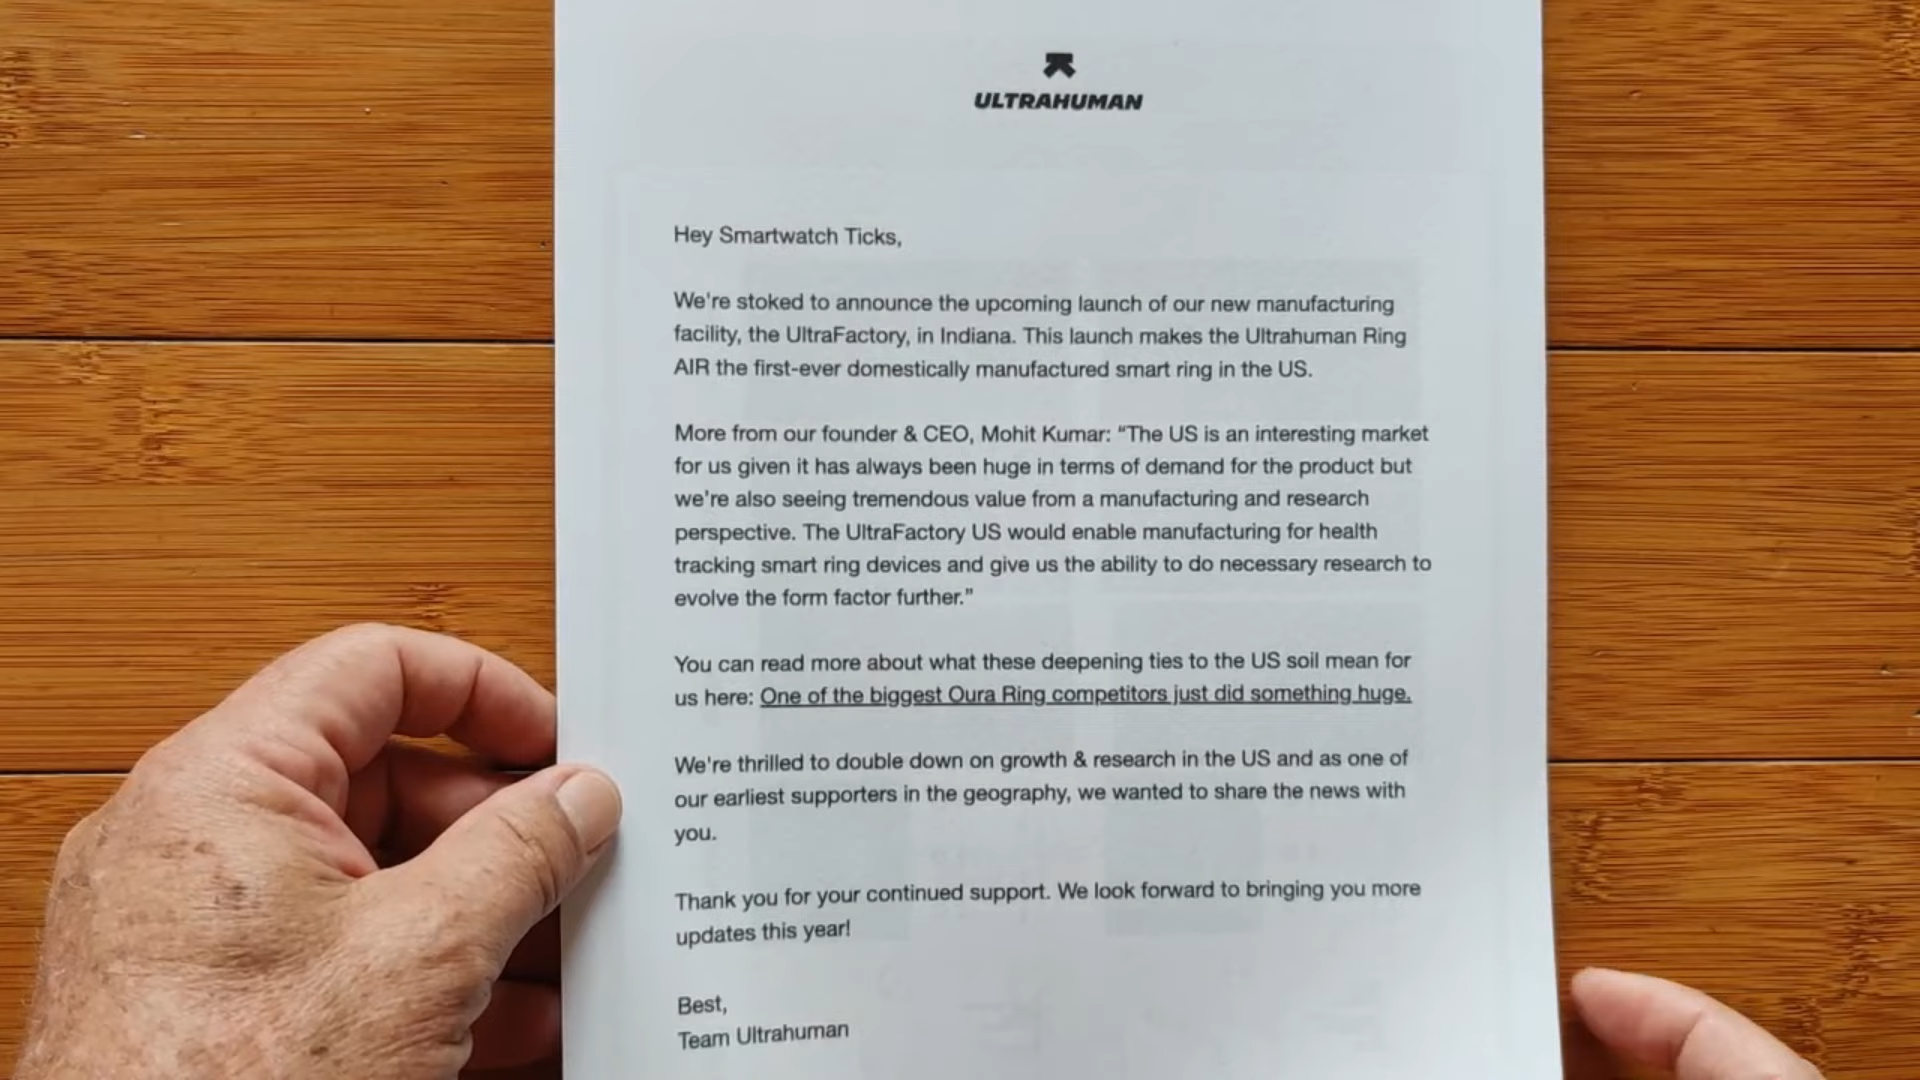 ULTRAHUMAN
Hey Smartwatch Ticks,
We're stoked to announce the upcoming launch of our new manufacturing
facility, the UltraFactory, in Indiana. This launch makes the Ultrahuman Ring
AIR the first-ever domestically manufactured smart ring in the US.
More from our founder & CEO, Mohit Kumar: “The US is an interesting market
for us given it has always been huge in terms of demand for the product but
we're also seeing tremendous value from a manufacturing and research
perspective. The UltraFactory US would enable manufacturing for health
tracking smart ring devices and give us the ability to do necessary research to
evolve the form factor further.”
You can read more about what these deepening ties to the US soil mean for
us here: One of the biggest Oura Ring competitors just did something huge.
We're thrilled to double down on growth & research in the US and as one of
our earliest supporters in the geography, we wanted to share the news with
you.
Thank you for your continued support. We look forward to bringing you more
updates this year!
Best,
Team Ultrahuman